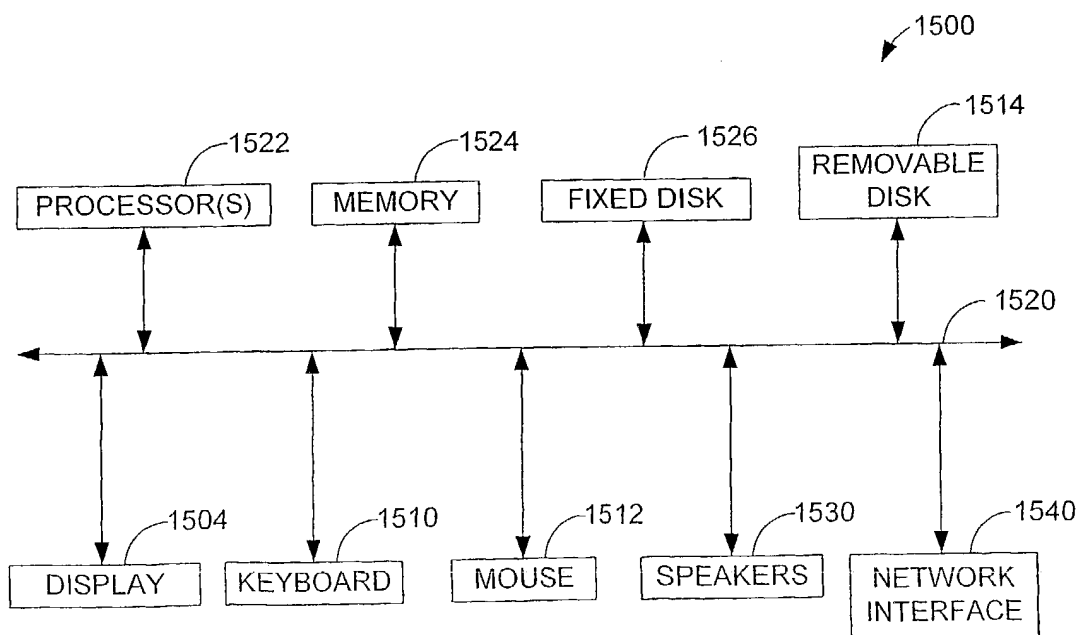 1500
1522
1524
1526
1514
PROCESSOR(S)
MEMORY
FIXED DISK
REMOVABLE
DISK
1520
1504
1510
1512
1530
1540
DISPLAY
KEYBOARD
MOUSE
SPEAKERS
NETWORK
INTERFACE